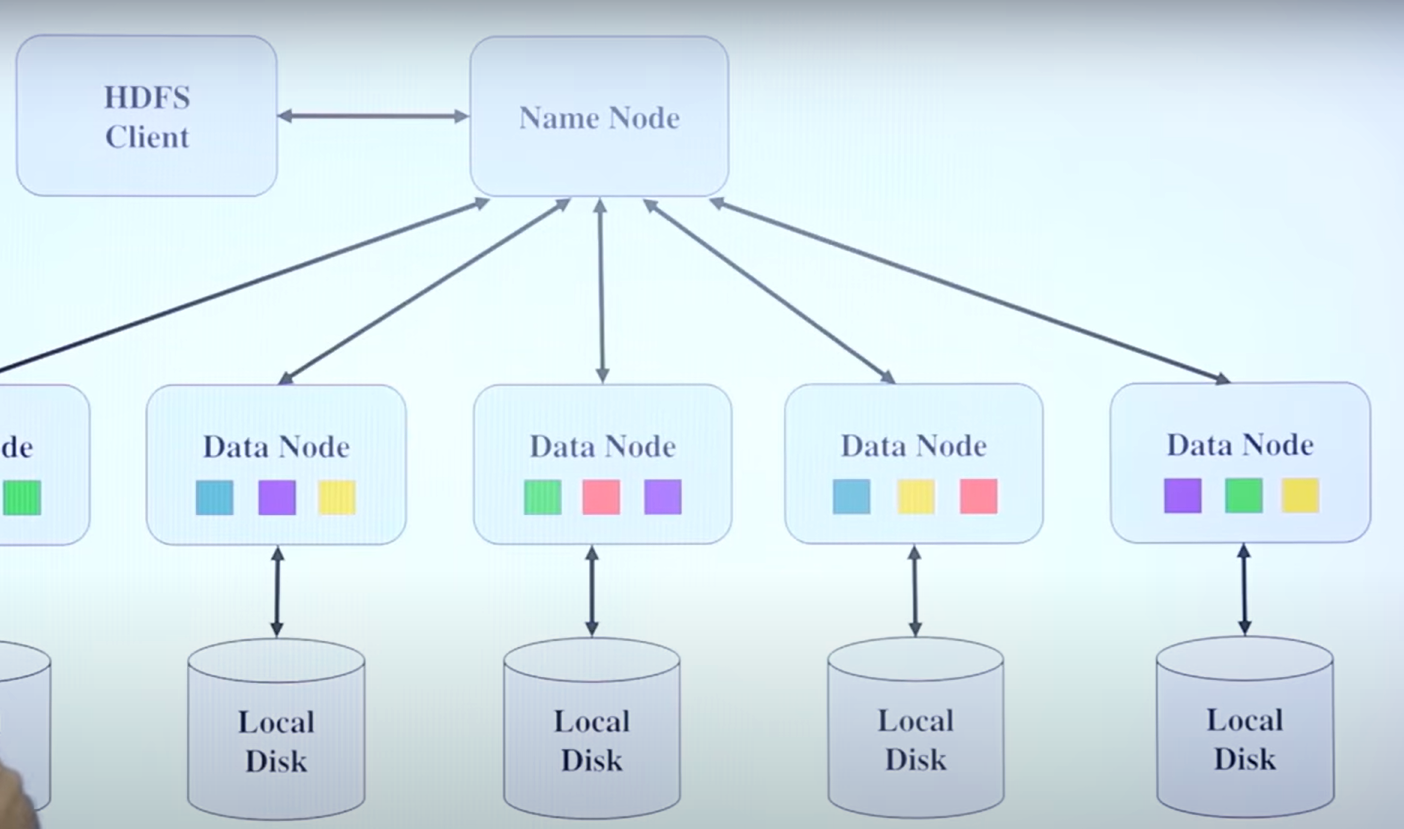 HDFS
Client
Name Node
de
Data Node
Data Node
Data Node
Data Node
Local
Disk
Local
Disk
Local
Disk
Local
Disk